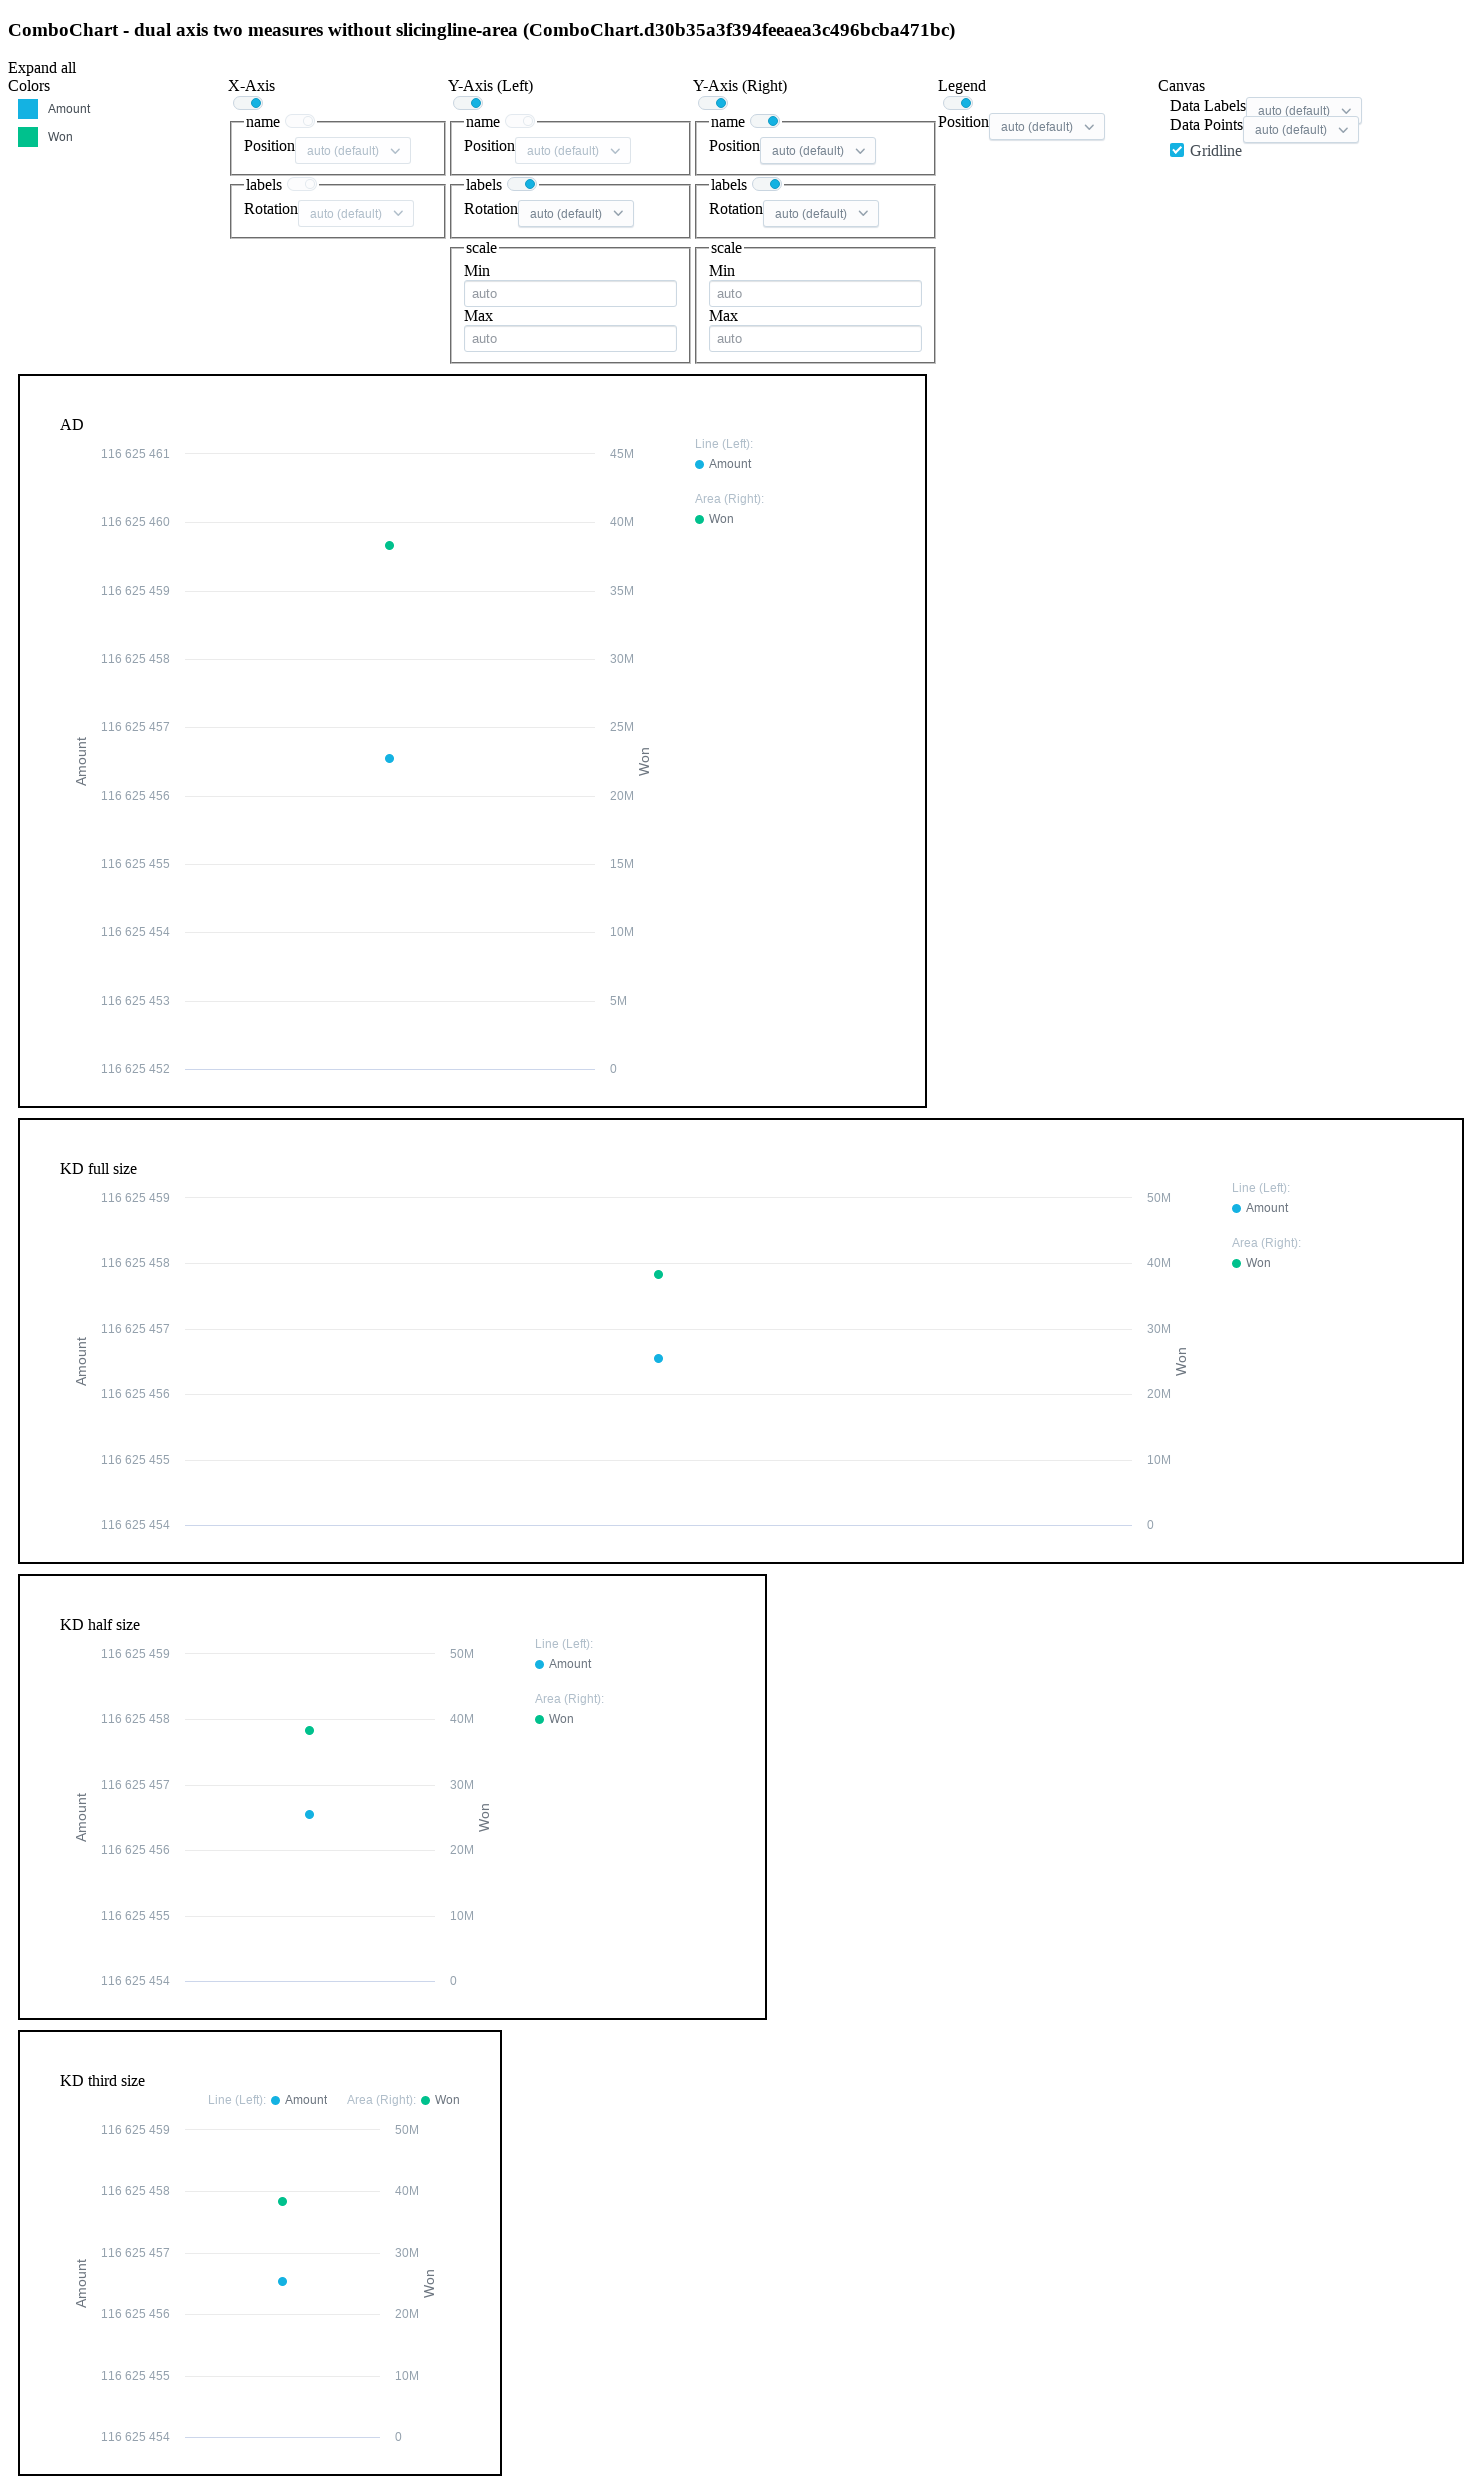 ComboChart - dual axis two measures without slicingline-area (ComboChart.d30b35a3f394feeaea3c496bcba471bc)
Expand all
Colors
Amount
Won
X-Axis
name
Position auto (default)
labels
Rotation auto (default)
Y-Axis (Left)
name
Position auto (default)
labels
Rotation auto (default)
scale
Min
auto
Max
auto
Y-Axis (Right)
name
Position auto (default)
labels
Rotation auto (default)
scale
Min
auto
Max
auto
Legend
Position auto (default)
Canvas
Data Labels auto (default)
Data Points auto (default)
Gridline
AD
116 625 461
116 625 460
116 625 459
116 625 458
116 625 457
116 625 456
116 625 455
116 625 454
116 625 453
116 625 452
Amount
45M
40M
35M
30M
25M
20M
15M
10M
5M
0
Won
Line (Left):
Amount
Area (Right):
Won
KD full size
116 625 459
116 625 458
116 625 457
116 625 456
116 625 455
116 625 454
Amount
50M
40M
30M
20M
10M
0
Won
Line (Left):
Amount
Area (Right):
Won
KD half size
116 625 459
116 625 458
116 625 457
116 625 456
116 625 455
116 625 454
Amount
50M
40M
30M
20M
10M
0
Won
Line (Left):
Amount
Area (Right):
Won
KD third size
Line (Left): Amount Area (Right): Won
116 625 459
116 625 458
116 625 457
116 625 456
116 625 455
116 625 454
Amount
50M
40M
30M
20M
10M
0
Won